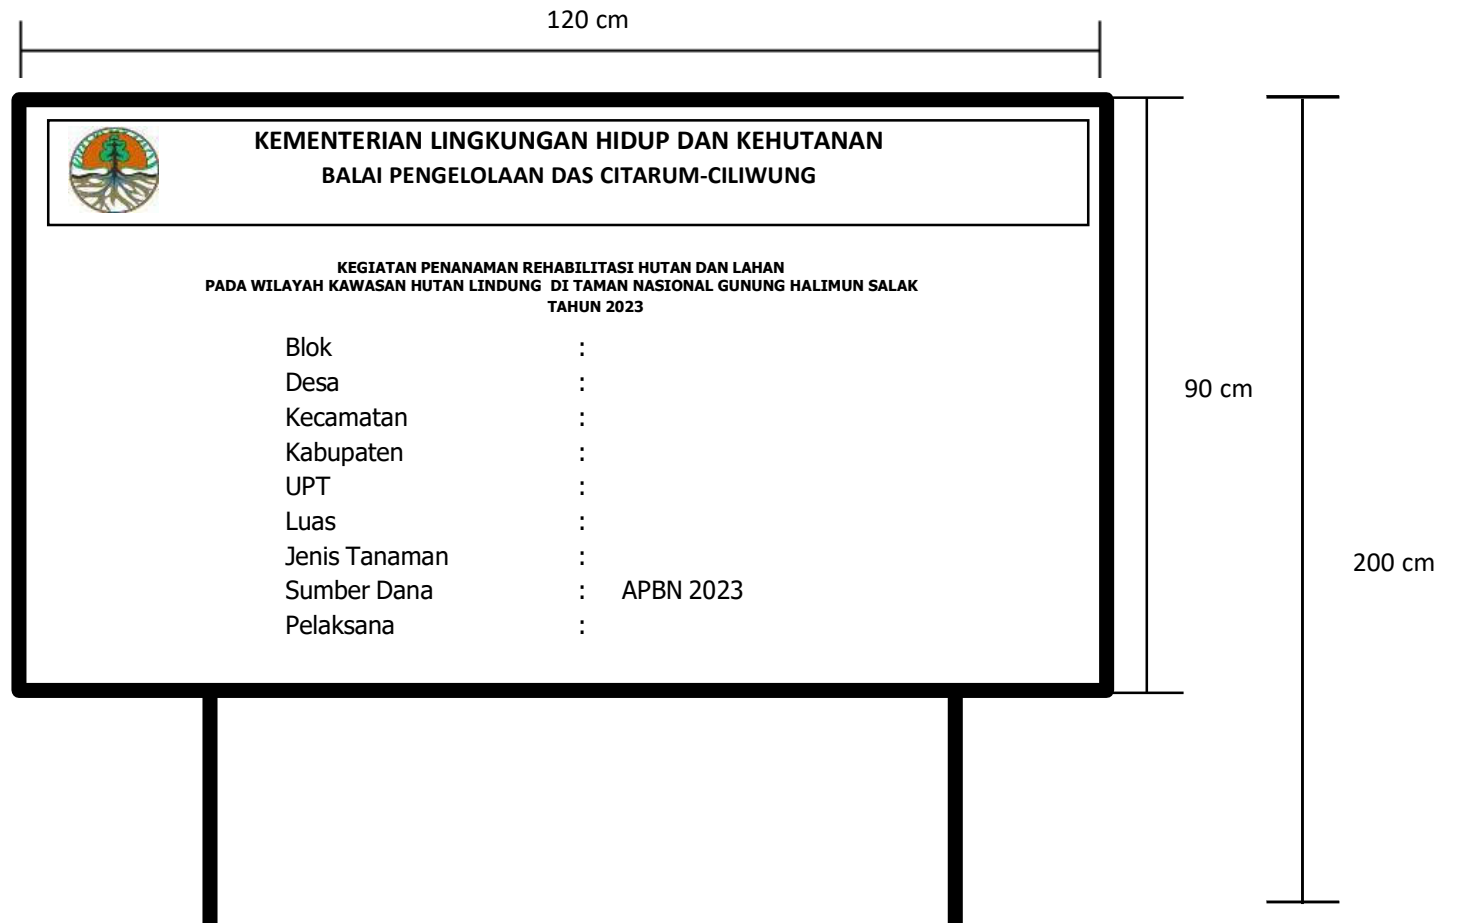 120 cm
KEMENTERIAN LINGKUNGAN HIDUP DAN KEHUTANAN
BALAI PENGELOLAAN DAS CITARUM-CILIWUNG
KEGIATAN PENANAMAN REHABILITASI HUTAN DAN LAHAN
PADA WILAYAH KAWASAN HUTAN LINDUNG DI TAMAN NASIONAL GUNUNG HALIMUN SALAK
TAHUN 2023
Blok :
Desa :
Kecamatan :
Kabupaten :
UPT :
Luas :
Jenis Tanaman :
Sumber Dana : APBN 2023
Pelaksana :
90 cm
200 cm